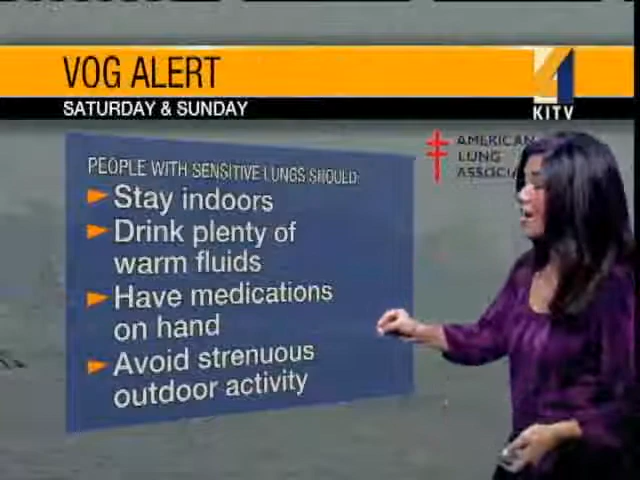 VOG ALERT
SATURDAY & SUNDAY
4
KITV
AMERICAN
LUNG
PEOPLE WITH SENSITIVE LUNGS SHOULD:
Stay indoors
Drink plenty of
warm fluids
Have medications
on hand
Avoid strenuous
outdoor activity